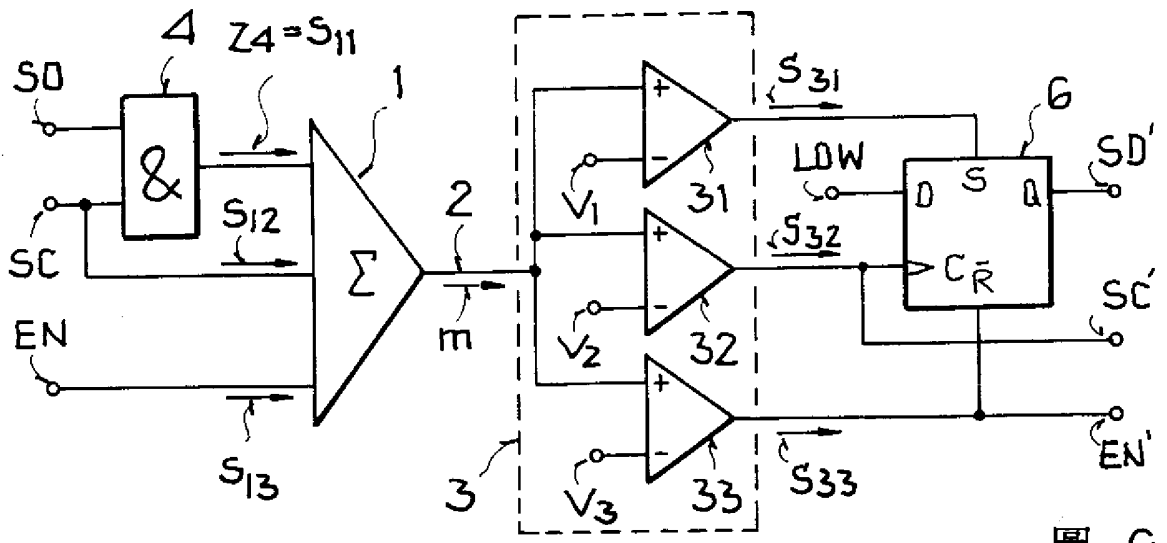 4
Z4=S11
SD
&
SC
S12
EN
S13
1
Σ
2
m
3
+
-
V1
31
S31
+
-
V2
32
S32
+
-
V3
33
S33
LOW
6
D
S
Q
C
R̄
SD'
SC'
EN'
圖